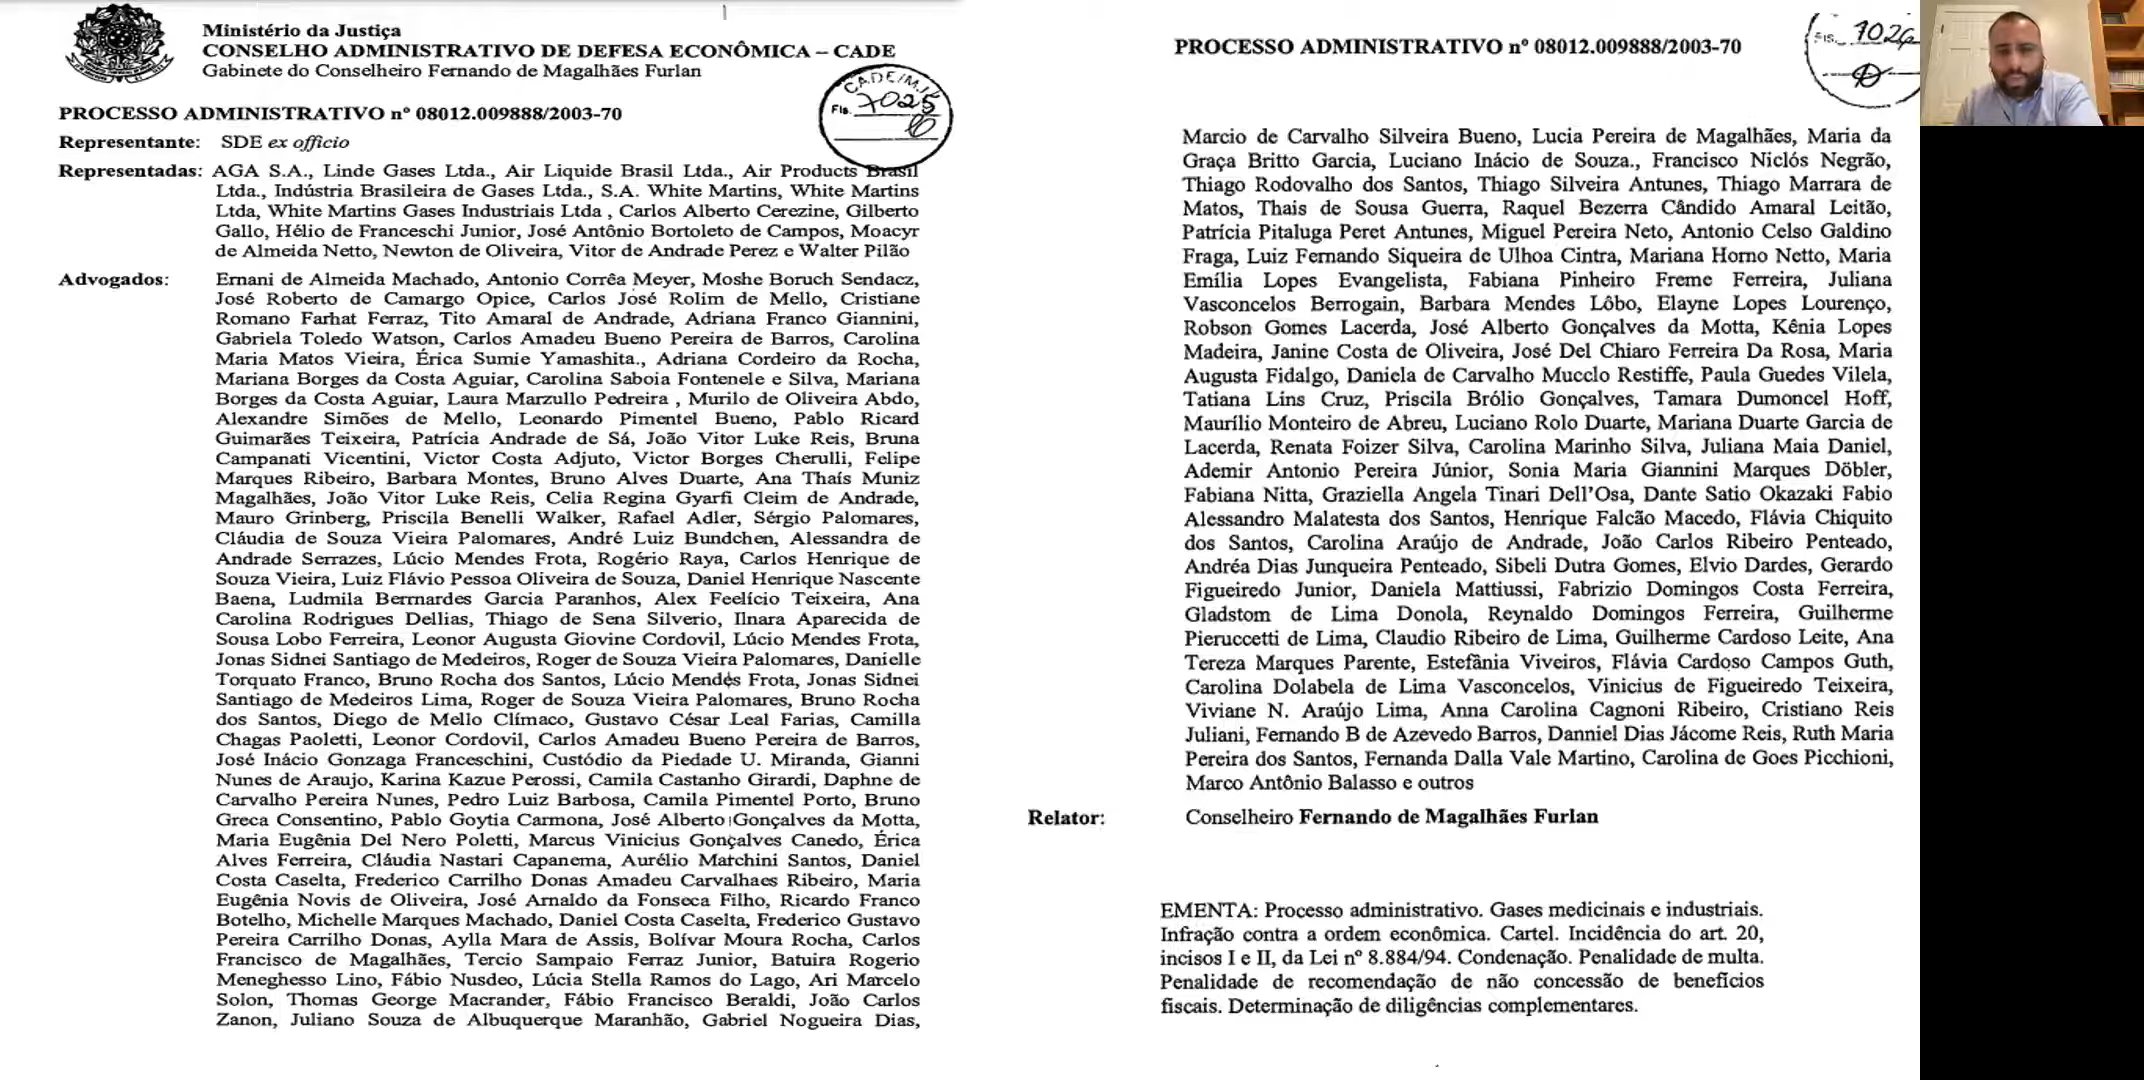 Ministério da Justiça
CONSELHO ADMINISTRATIVO DE DEFESA ECONÔMICA – CADE
Gabinete do Conselheiro Fernando de Magalhães Furlan
CADE/MJ
Fls. 7025
PROCESSO ADMINISTRATIVO nº 08012.009888/2003-70
Representante: SDE ex officio
Representadas: AGA S.A., Linde Gases Ltda., Air Liquide Brasil Ltda., Air Products Brasil
Ltda., Indústria Brasileira de Gases Ltda., S.A. White Martins, White Martins
Ltda, White Martins Gases Industriais Ltda , Carlos Alberto Cerezine, Gilberto
Gallo, Hélio de Franceschi Junior, José Antônio Bortoleto de Campos, Moacyr
de Almeida Netto, Newton de Oliveira, Vitor de Andrade Perez e Walter Pilão
Advogados: Ernani de Almeida Machado, Antonio Corrêa Meyer, Moshe Boruch Sendacz,
José Roberto de Camargo Opice, Carlos José Rolim de Mello, Cristiane
Romano Farhat Ferraz, Tito Amaral de Andrade, Adriana Franco Giannini,
Gabriela Toledo Watson, Carlos Amadeu Bueno Pereira de Barros, Carolina
Maria Matos Vieira, Érica Sumie Yamashita., Adriana Cordeiro da Rocha,
Mariana Borges da Costa Aguiar, Carolina Saboia Fontenele e Silva, Mariana
Borges da Costa Aguiar, Laura Marzullo Pedreira , Murilo de Oliveira Abdo,
Alexandre Simões de Mello, Leonardo Pimentel Bueno, Pablo Ricard
Guimarães Teixeira, Patrícia Andrade de Sá, João Vitor Luke Reis, Bruna
Campanati Vicentini, Victor Costa Adjuto, Victor Borges Cherulli, Felipe
Marques Ribeiro, Barbara Montes, Bruno Alves Duarte, Ana Thaís Muniz
Magalhães, João Vitor Luke Reis, Celia Regina Gyarfi Cleim de Andrade,
Mauro Grinberg, Priscila Benelli Walker, Rafael Adler, Sérgio Palomares,
Cláudia de Souza Vieira Palomares, André Luiz Bundchen, Alessandra de
Andrade Serrazes, Lúcio Mendes Frota, Rogério Raya, Carlos Henrique de
Souza Vieira, Luiz Flávio Pessoa Oliveira de Souza, Daniel Henrique Nascente
Baena, Ludmila Bermardes Garcia Paranhos, Alex Feelício Teixeira, Ana
Carolina Rodrigues Dellias, Thiago de Sena Silverio, Ilnara Aparecida de
Sousa Lobo Ferreira, Leonor Augusta Giovine Cordovil, Lúcio Mendes Frota,
Jonas Sidnei Santiago de Medeiros, Roger de Souza Vieira Palomares, Danielle
Torquato Franco, Bruno Rocha dos Santos, Lúcio Mendes Frota, Jonas Sidnei
Santiago de Medeiros Lima, Roger de Souza Vieira Palomares, Bruno Rocha
dos Santos, Diego de Mello Clímaco, Gustavo César Leal Farias, Camilla
Chagas Paoletti, Leonor Cordovil, Carlos Amadeu Bueno Pereira de Barros,
José Inácio Gonzaga Franceschini, Custódio da Piedade U. Miranda, Gianni
Nunes de Araujo, Karina Kazue Perossi, Camila Castanho Girardi, Daphne de
Carvalho Pereira Nunes, Pedro Luiz Barbosa, Camila Pimentel Porto, Bruno
Greca Consentino, Pablo Goytia Carmona, José Alberto Gonçalves da Motta,
Maria Eugênia Del Nero Poletti, Marcus Vinicius Gonçalves Canedo, Érica
Alves Ferreira, Cláudia Nastari Capanema, Aurélio Marchini Santos, Daniel
Costa Caselta, Frederico Carrilho Donas Amadeu Carvalhaes Ribeiro, Maria
Eugênia Novis de Oliveira, José Arnaldo da Fonseca Filho, Ricardo Franco
Botelho, Michelle Marques Machado, Daniel Costa Caselta, Frederico Gustavo
Pereira Carrilho Donas, Aylla Mara de Assis, Bolívar Moura Rocha, Carlos
Francisco de Magalhães, Tercio Sampaio Ferraz Junior, Batuira Rogerio
Meneghesso Lino, Fábio Nusdeo, Lúcia Stella Ramos do Lago, Ari Marcelo
Solon, Thomas George Macrander, Fábio Francisco Beraldi, João Carlos
Zanon, Juliano Souza de Albuquerque Maranhão, Gabriel Nogueira Dias,
PROCESSO ADMINISTRATIVO nº 08012.009888/2003-70
Fls. 7026
Marcio de Carvalho Silveira Bueno, Lucia Pereira de Magalhães, Maria da
Graça Britto Garcia, Luciano Inácio de Souza., Francisco Niclós Negrão,
Thiago Rodovalho dos Santos, Thiago Silveira Antunes, Thiago Marrara de
Matos, Thais de Sousa Guerra, Raquel Bezerra Cândido Amaral Leitão,
Patrícia Pitaluga Peret Antunes, Miguel Pereira Neto, Antonio Celso Galdino
Fraga, Luiz Fernando Siqueira de Ulhoa Cintra, Mariana Horno Netto, Maria
Emília Lopes Evangelista, Fabiana Pinheiro Freme Ferreira, Juliana
Vasconcelos Berrogain, Barbara Mendes Lôbo, Elayne Lopes Lourenço,
Robson Gomes Lacerda, José Alberto Gonçalves da Motta, Kênia Lopes
Madeira, Janine Costa de Oliveira, José Del Chiaro Ferreira Da Rosa, Maria
Augusta Fidalgo, Daniela de Carvalho Mucclo Restiffe, Paula Guedes Vilela,
Tatiana Lins Cruz, Priscila Brólio Gonçalves, Tamara Dumoncel Hoff,
Maurílio Monteiro de Abreu, Luciano Rolo Duarte, Mariana Duarte Garcia de
Lacerda, Renata Foizer Silva, Carolina Marinho Silva, Juliana Maia Daniel,
Ademir Antonio Pereira Júnior, Sonia Maria Giannini Marques Döbler,
Fabiana Nitta, Graziella Angela Tinari Dell'Osa, Dante Satio Okazaki Fabio
Alessandro Malatesta dos Santos, Henrique Falcão Macedo, Flávia Chiquito
dos Santos, Carolina Araújo de Andrade, João Carlos Ribeiro Penteado,
Andréa Dias Junqueira Penteado, Sibeli Dutra Gomes, Elvio Dardes, Gerardo
Figueiredo Junior, Daniela Mattiussi, Fabrizio Domingos Costa Ferreira,
Gladstom de Lima Donola, Reynaldo Domingos Ferreira, Guilherme
Pieruccetti de Lima, Claudio Ribeiro de Lima, Guilherme Cardoso Leite, Ana
Tereza Marques Parente, Estefânia Viveiros, Flávia Cardoso Campos Guth,
Carolina Dolabela de Lima Vasconcelos, Vinicius de Figueiredo Teixeira,
Viviane N. Araújo Lima, Anna Carolina Cagnoni Ribeiro, Cristiano Reis
Juliani, Fernando B de Azevedo Barros, Danniel Dias Jácome Reis, Ruth Maria
Pereira dos Santos, Fernanda Dalla Vale Martino, Carolina de Goes Picchioni,
Marco Antônio Balasso e outros
Relator: Conselheiro Fernando de Magalhães Furlan
EMENTA: Processo administrativo. Gases medicinais e industriais.
Infração contra a ordem econômica. Cartel. Incidência do art. 20,
incisos I e II, da Lei nº 8.884/94. Condenação. Penalidade de multa.
Penalidade de recomendação de não concessão de benefícios
fiscais. Determinação de diligências complementares.